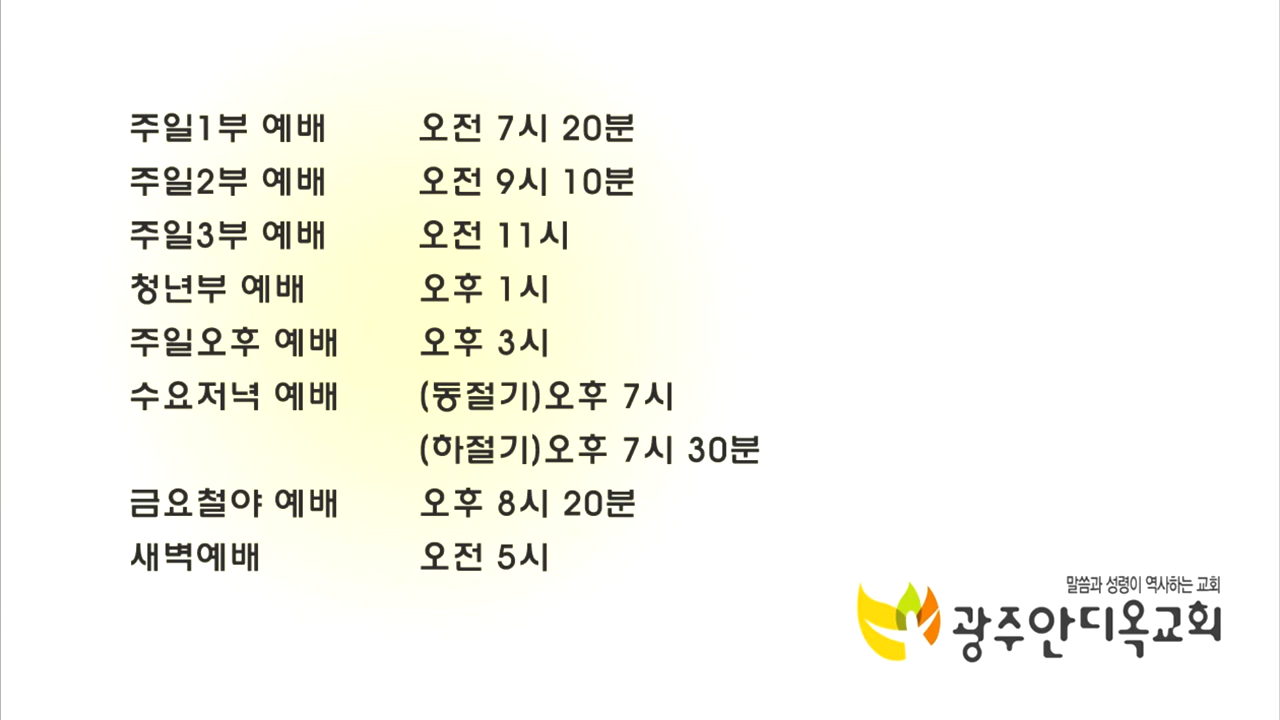 주일1부 예배 오전 7시 20분
주일2부 예배 오전 9시 10분
주일3부 예배 오전 11시
청년부 예배 오후 1시
주일오후 예배 오후 3시
수요저녁 예배 (동절기)오후 7시
(하절기)오후 7시 30분
금요철야 예배 오후 8시 20분
새벽예배 오전 5시
말씀과 성령이 역사하는 교회
광주안디옥교회